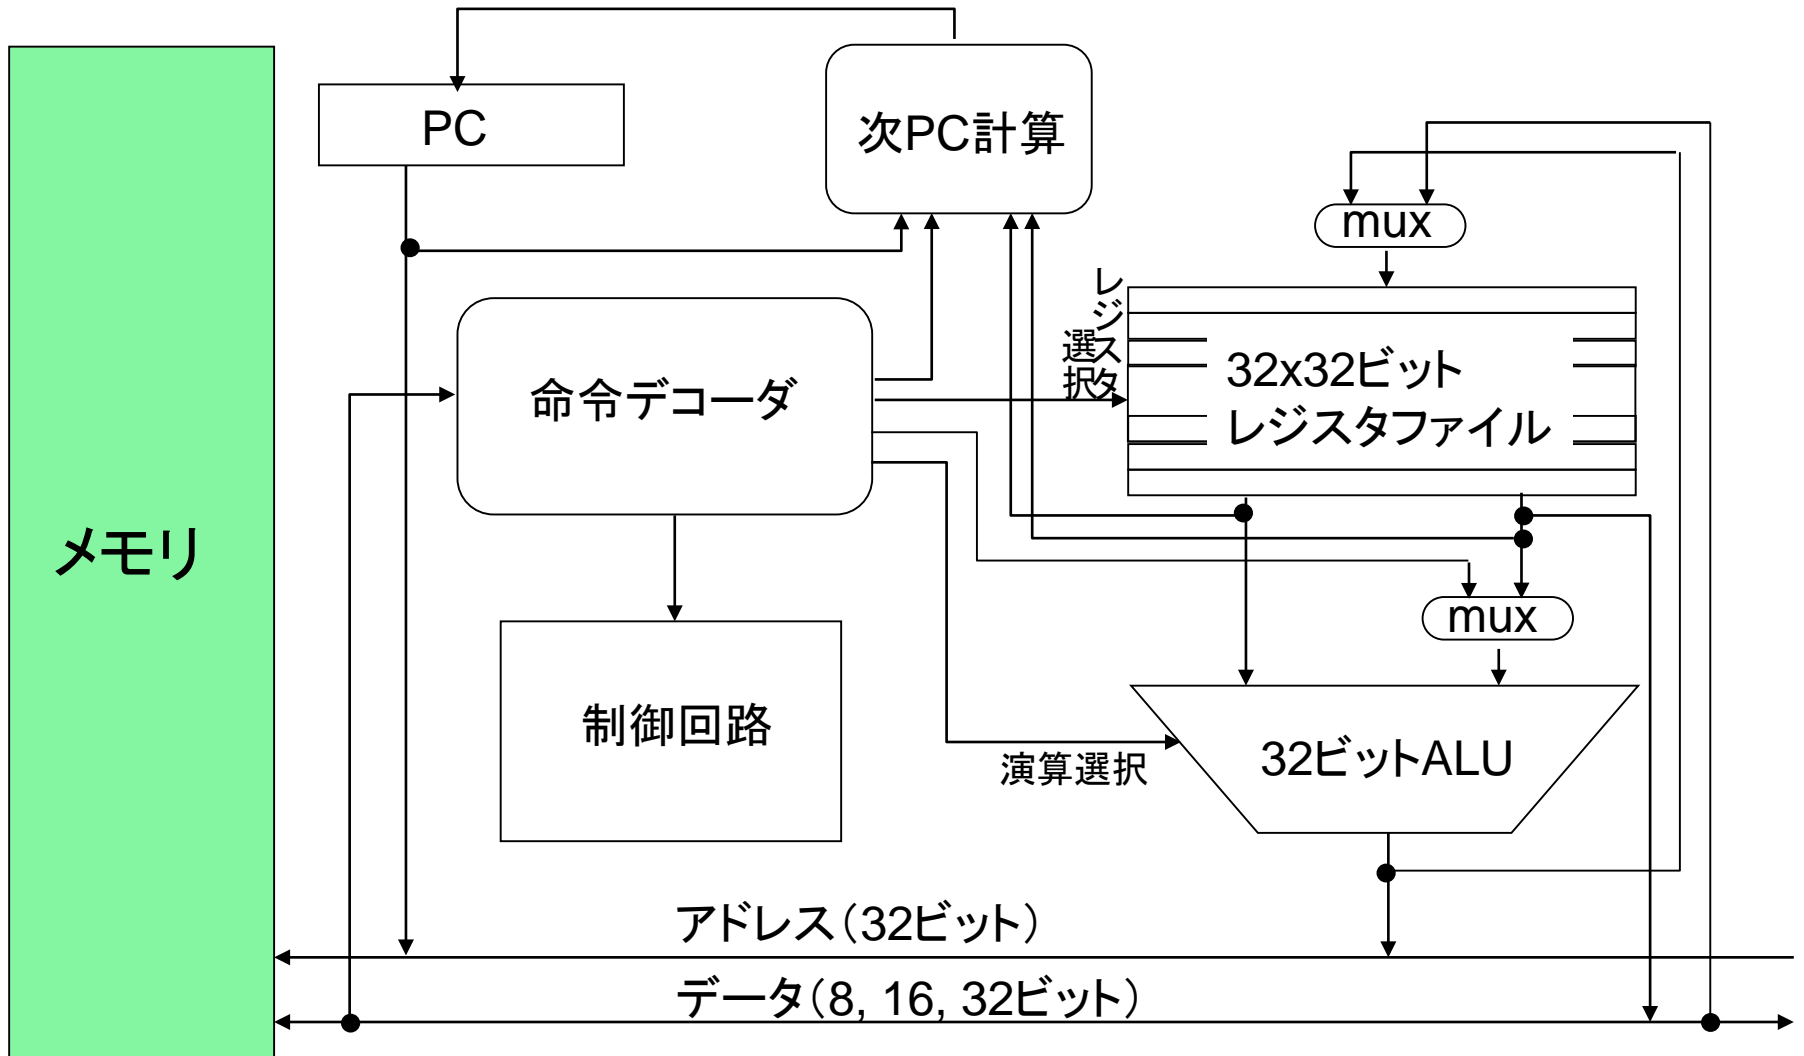 PC
次PC計算
mux
レジスタ
選択
32x32ビット
レジスタファイル
命令デコーダ
メモリ
mux
制御回路
演算選択
32ビットALU
アドレス（32ビット）
データ（8, 16, 32ビット）